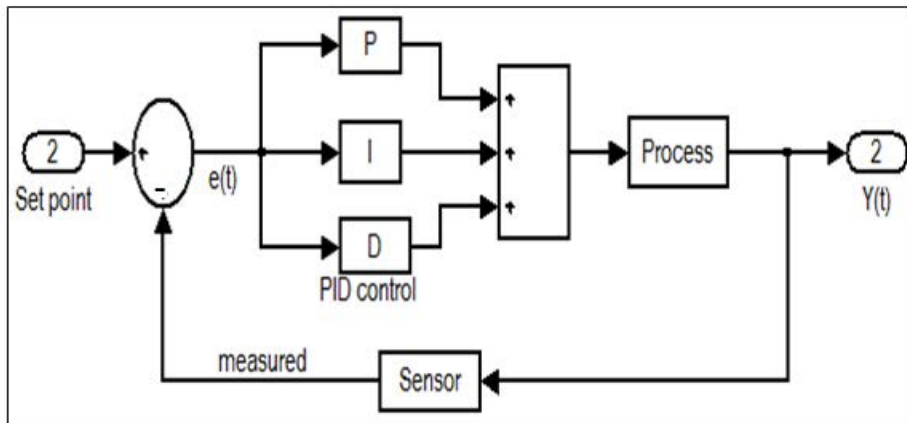 P
2
+
-
Set point
e(t)
I
D
PID control
+
+
+
Process
2
Y(t)
measured
Sensor